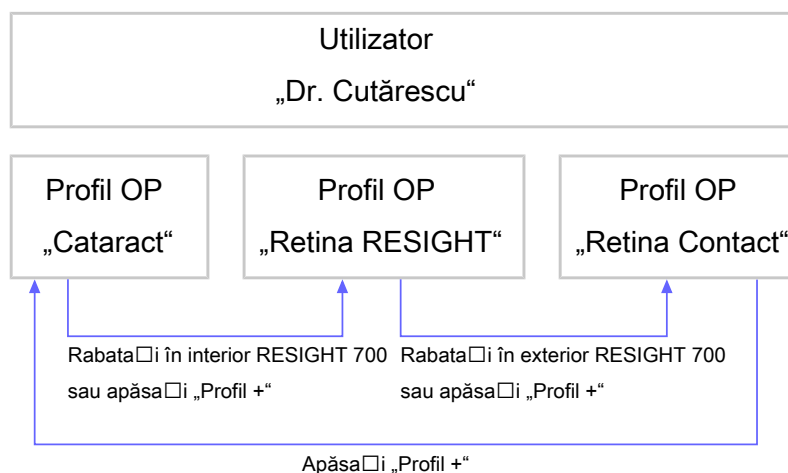 Utilizator
„Dr. Cutărescu“
Profil OP
„Cataract“
Profil OP
„Retina RESIGHT“
Profil OP
„Retina Contact“
Rabata□i în interior RESIGHT 700
sau apăsa□i „Profil +“
Rabata□i în exterior RESIGHT 700
sau apăsa□i „Profil +“
Apăsa□i „Profil +“